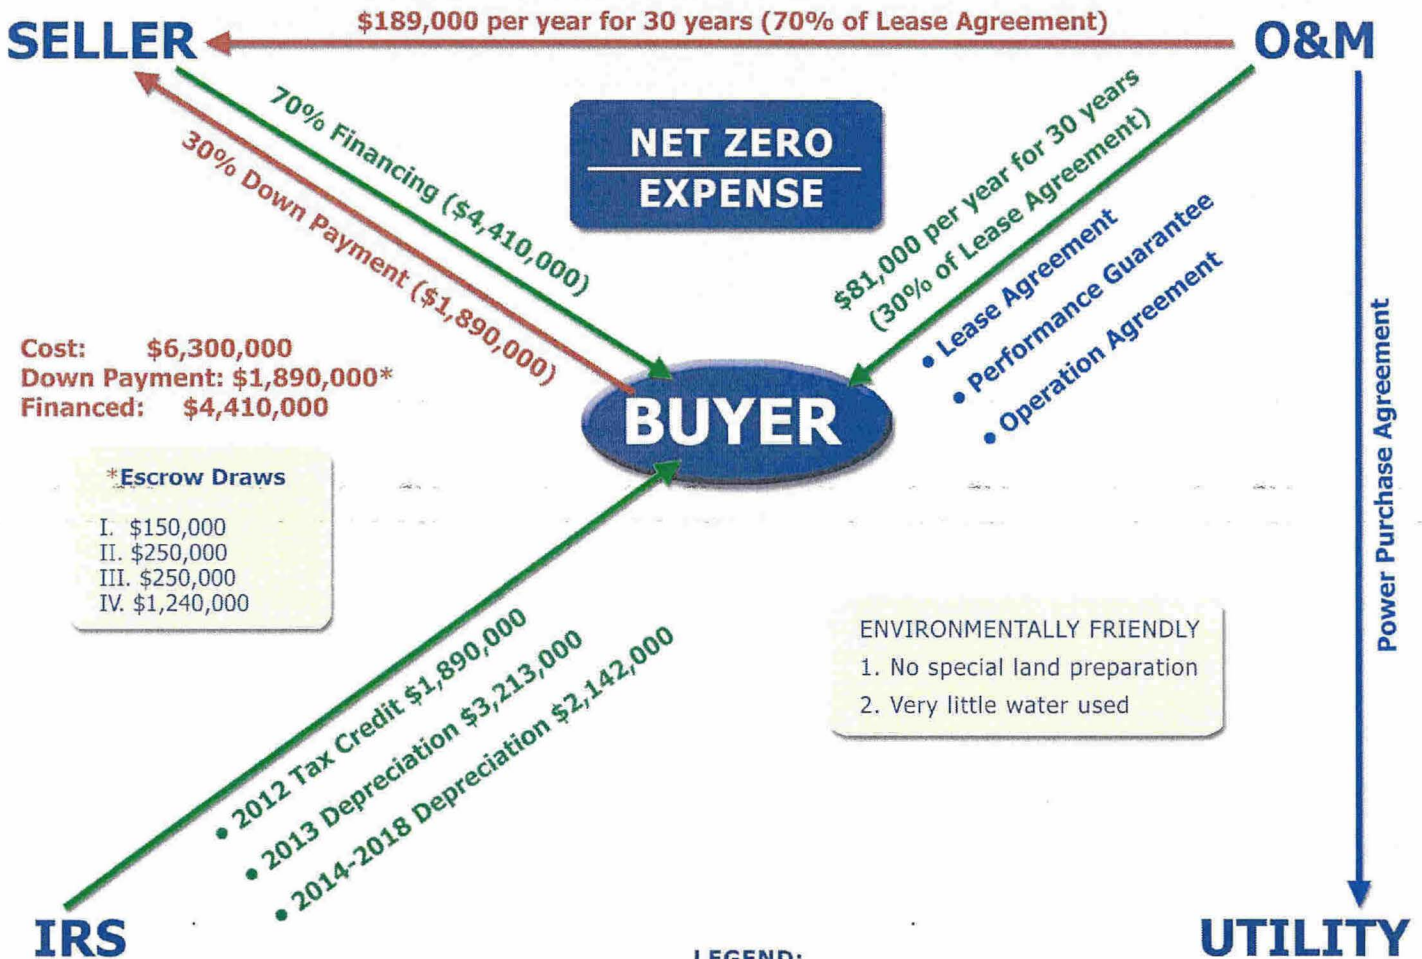 $189,000 per year for 30 years (70% of Lease Agreement)
SELLER
O&M
70% Financing ($4,410,000)
30% Down Payment ($1,890,000)
NET ZERO
EXPENSE
$81,000 per year for 30 years
(30% of Lease Agreement)
• Lease Agreement
• Performance Guarantee
• Operation Agreement
Power Purchase Agreement
Cost: $6,300,000
Down Payment: $1,890,000*
Financed: $4,410,000
BUYER
*Escrow Draws
I. $150,000
II. $250,000
III. $250,000
IV. $1,240,000
ENVIRONMENTALLY FRIENDLY
1. No special land preparation
2. Very little water used
• 2012 Tax Credit $1,890,000
• 2013 Depreciation $3,213,000
• 2014-2018 Depreciation $2,142,000
IRS
UTILITY
LEGEND: